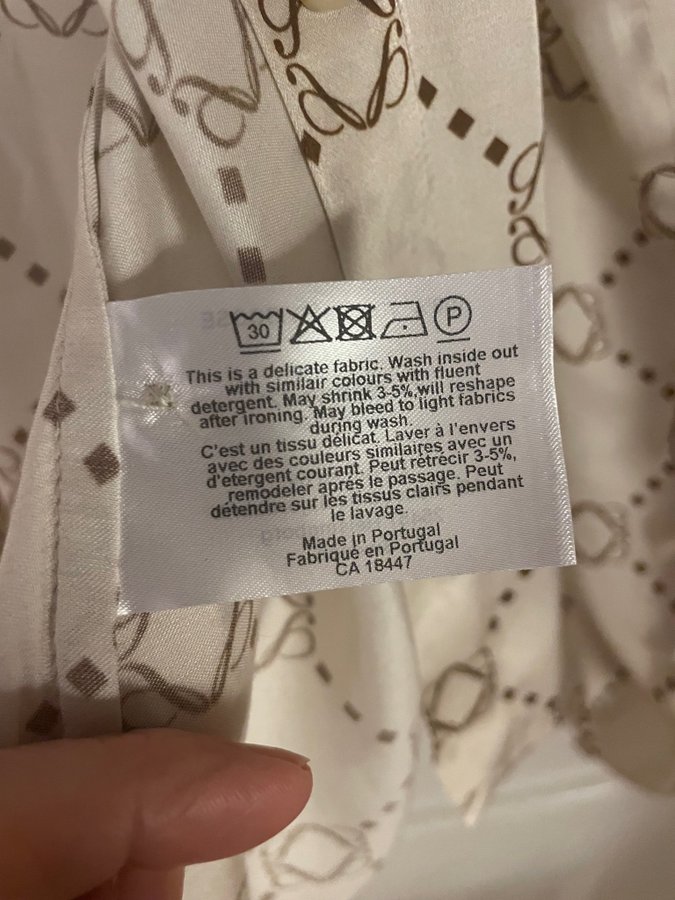 30 P
This is a delicate fabric. Wash inside out
with similair colours with fluent
detergent. May shrink 3-5%,will reshape
after ironing. May bleed to light fabrics
during wash.
C'est un tissu délicat. Laver à l'envers
avec des couleurs similaires avec un
d'etergent courant. Peut rétrécir 3-5%,
remodeler après le passage. Peut
détendre sur les tissus clairs pendant
le lavage.
Made in Portugal
Fabriqué en Portugal
CA 18447